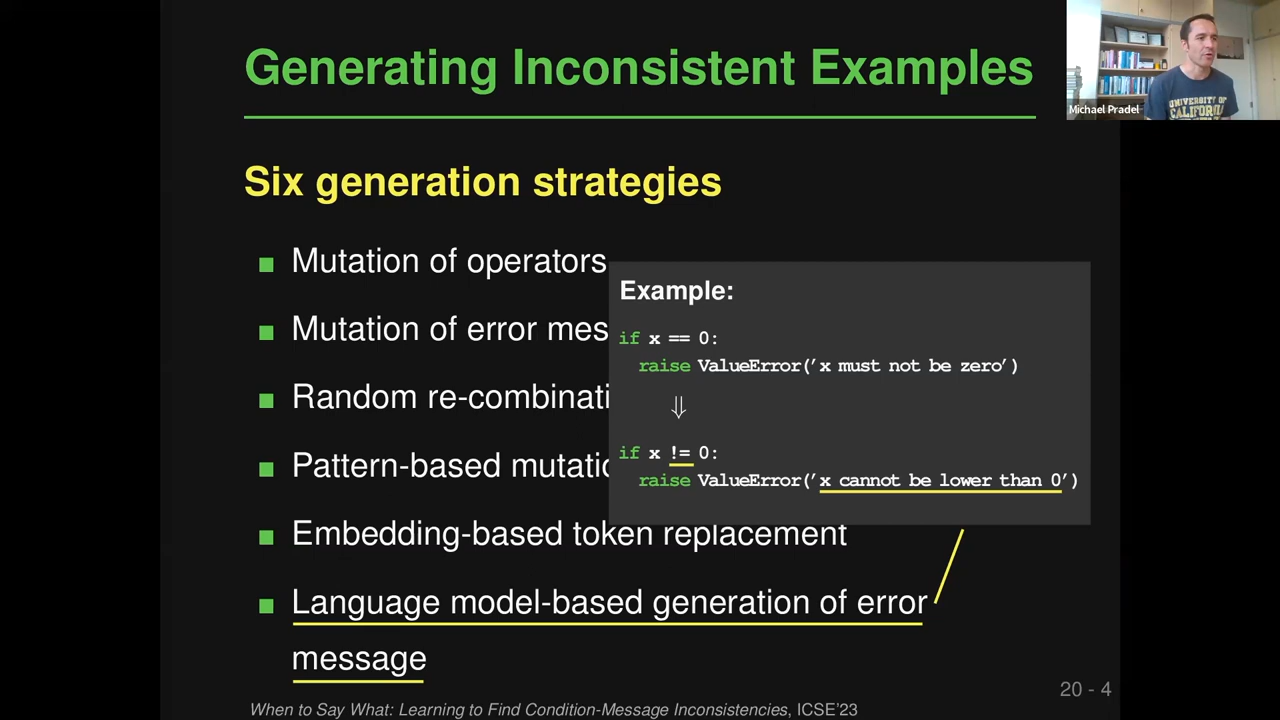 Generating Inconsistent Examples
Michael Pradel
UNIVERSITY OF
CALIFORNIA
Six generation strategies
Mutation of operators
Mutation of error mes
Random re-combinati
Pattern-based mutatio
Embedding-based token replacement
Language model-based generation of error
message
Example:
if x == 0:
raise ValueError('x must not be zero')
⇓
if x != 0:
raise ValueError('x cannot be lower than 0')
20 - 4
When to Say What: Learning to Find Condition-Message Inconsistencies, ICSE'23